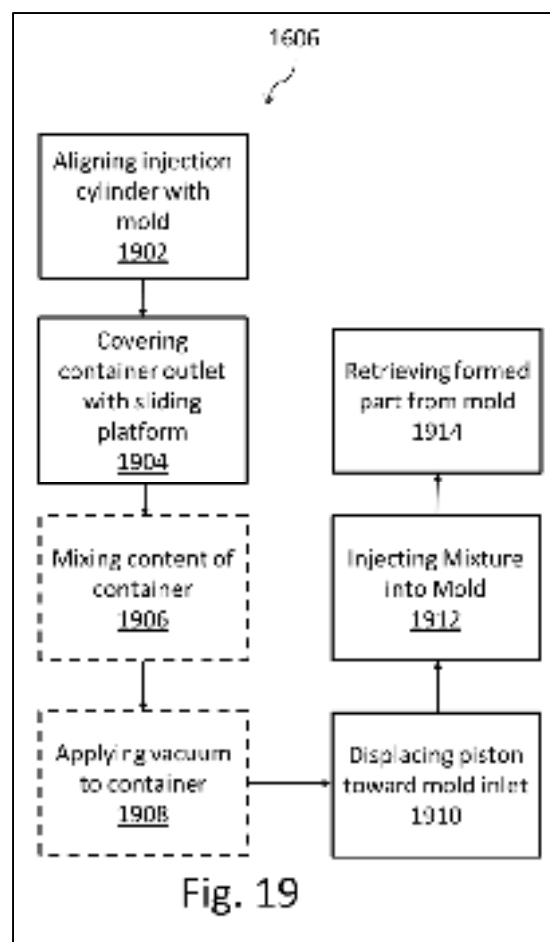 1606
Aligning injection
cylinder with
mold
1902
Covering
container outlet
with sliding
platform
1904
Mixing content of
container
1906
Applying vacuum
to container
1908
Displacing piston
toward mold inlet
1910
Injecting Mixture
into Mold
1912
Retrieving formed
part from mold
1914
Fig. 19